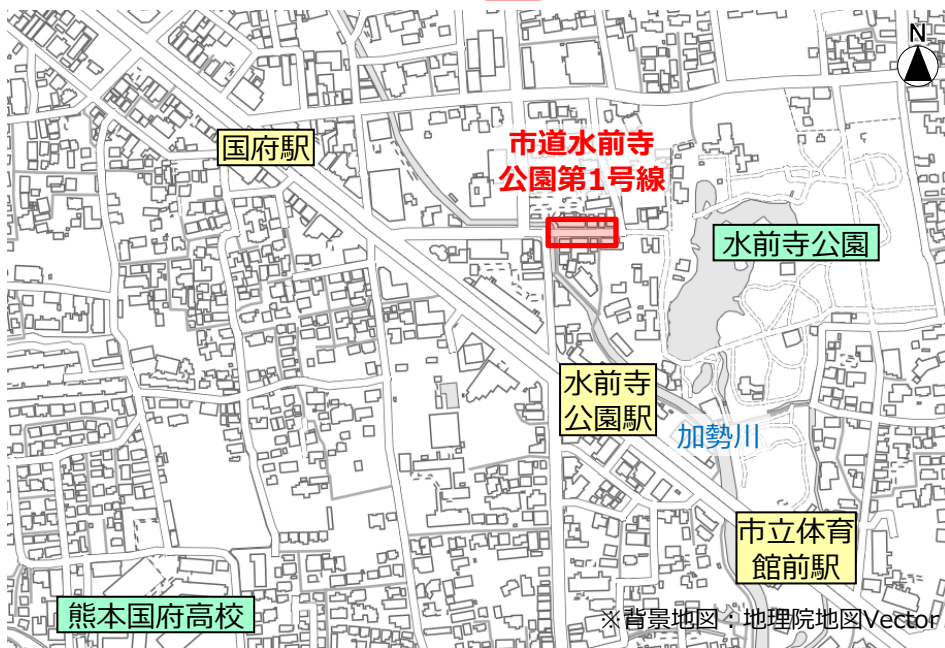 N
国府駅
市道水前寺
公園第1号線
水前寺公園
水前寺
公園駅
加勢川
市立体育
館前駅
熊本国府高校
※背景地図:地理院地図Vector